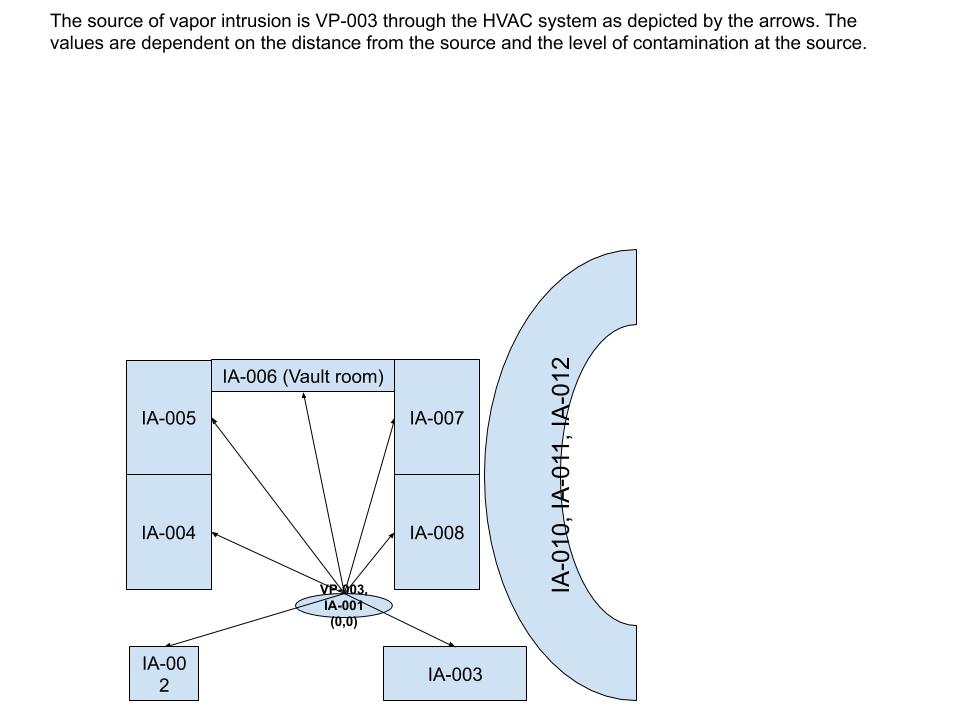 The source of vapor intrusion is VP-003 through the HVAC system as depicted by the arrows. The
values are dependent on the distance from the source and the level of contamination at the source.
IA-006 (Vault room)
IA-005
IA-007
IA-010, IA-011, IA-012
IA-004
IA-008
VP-003,
IA-001
(0,0)
IA-00
2
IA-003